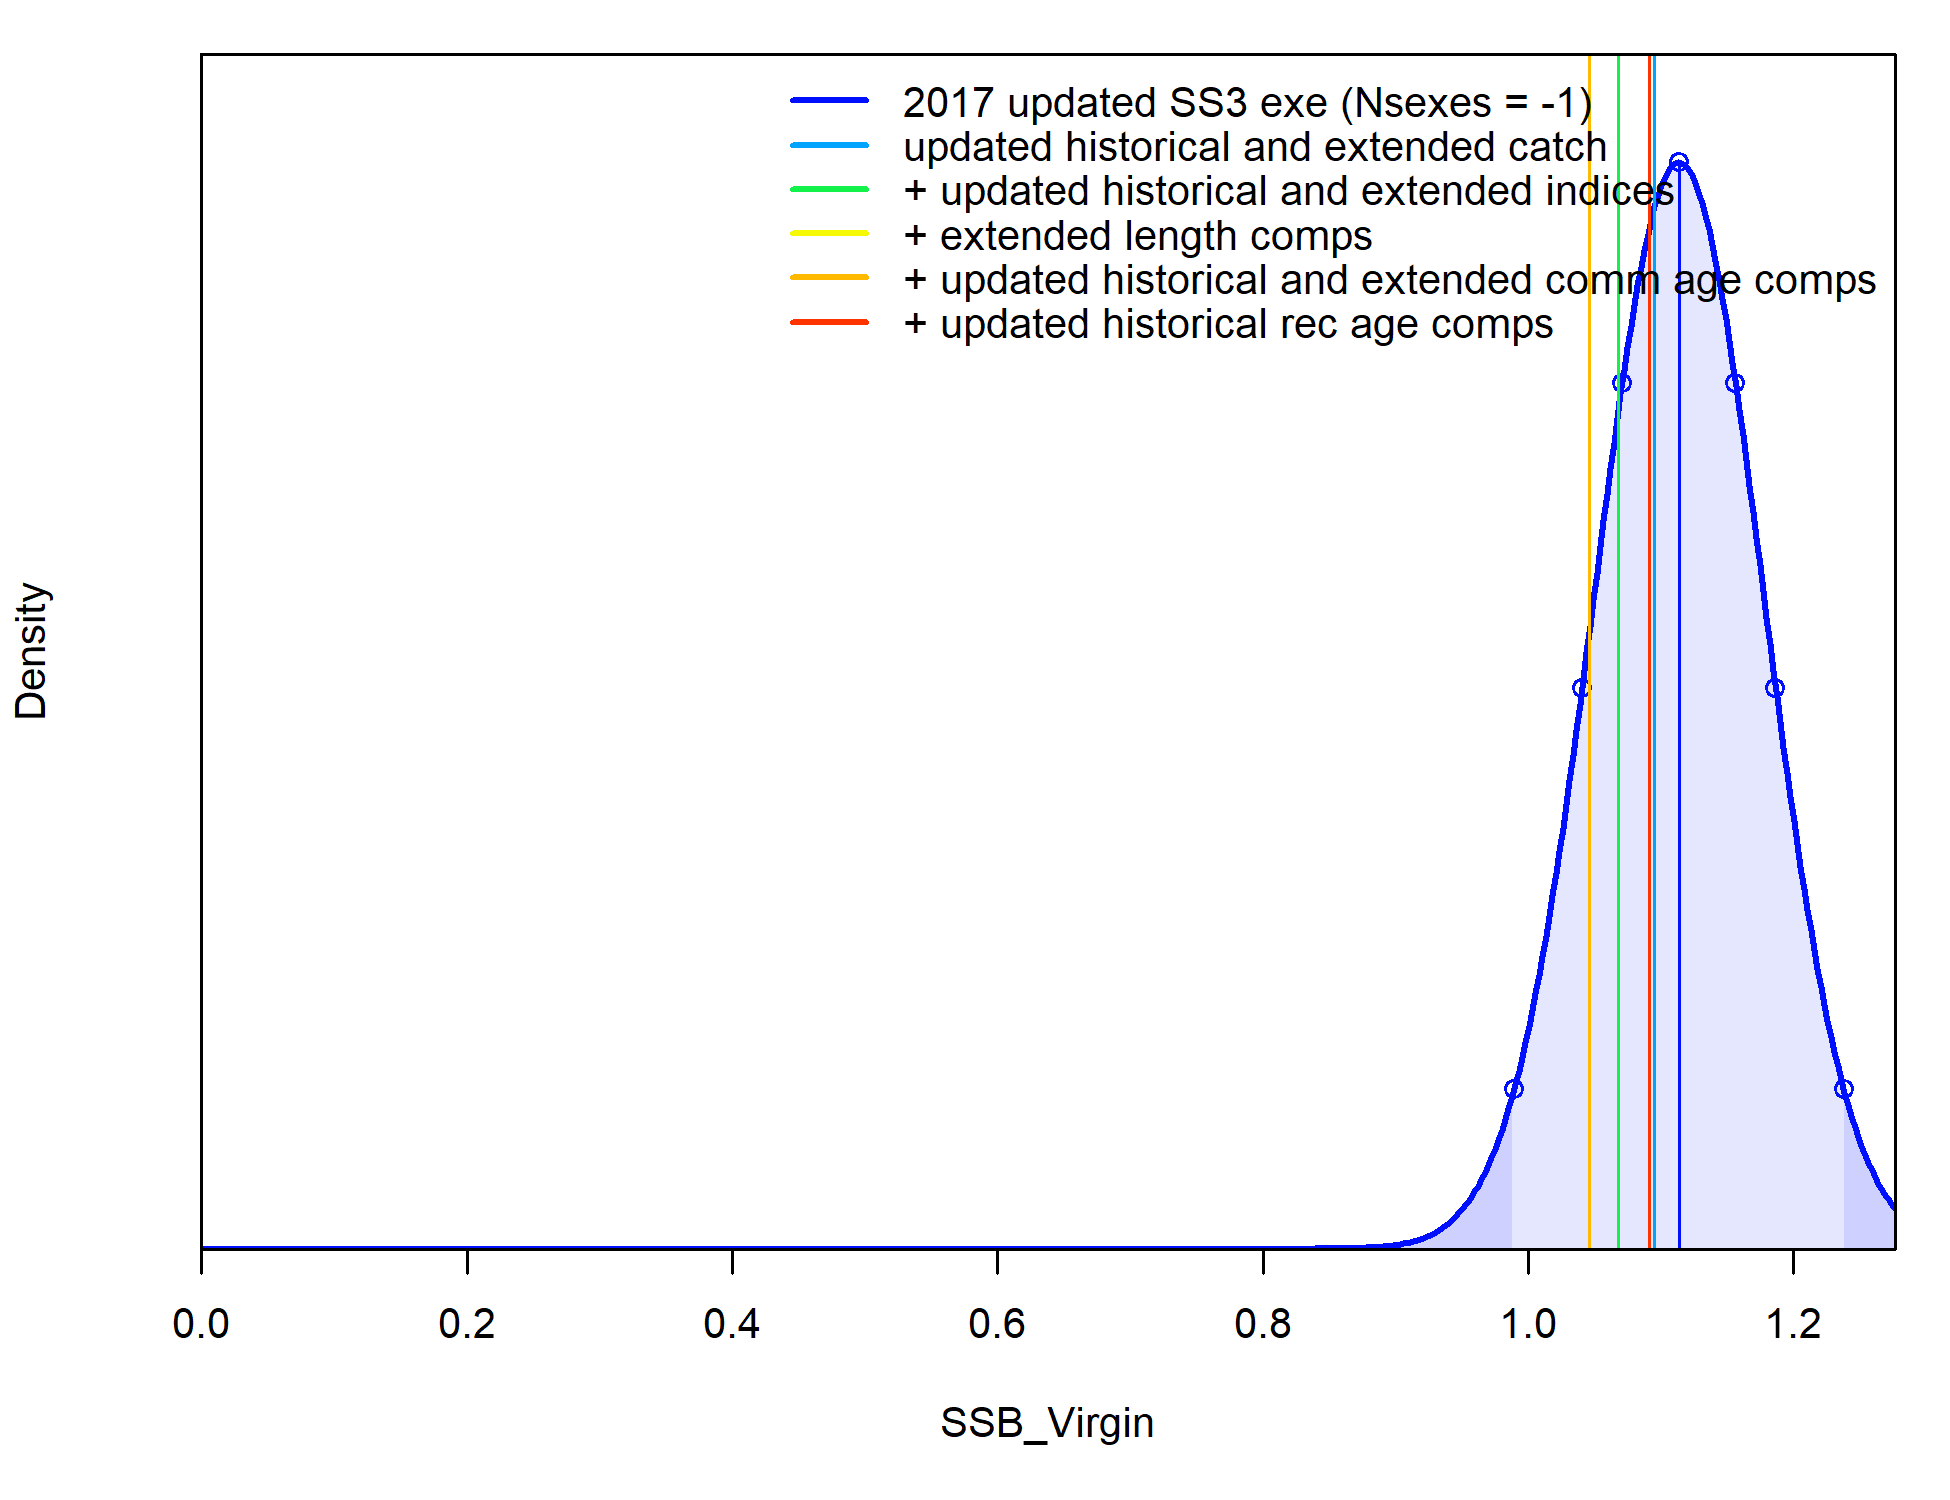 2017 updated SS3 exe (Nsexes = -1)
updated historical and extended catch
+ updated historical and extended indices
+ extended length comps
+ updated historical and extended comm age comps
+ updated historical rec age comps
Density
0.0 0.2 0.4 0.6 0.8 1.0 1.2
SSB_Virgin